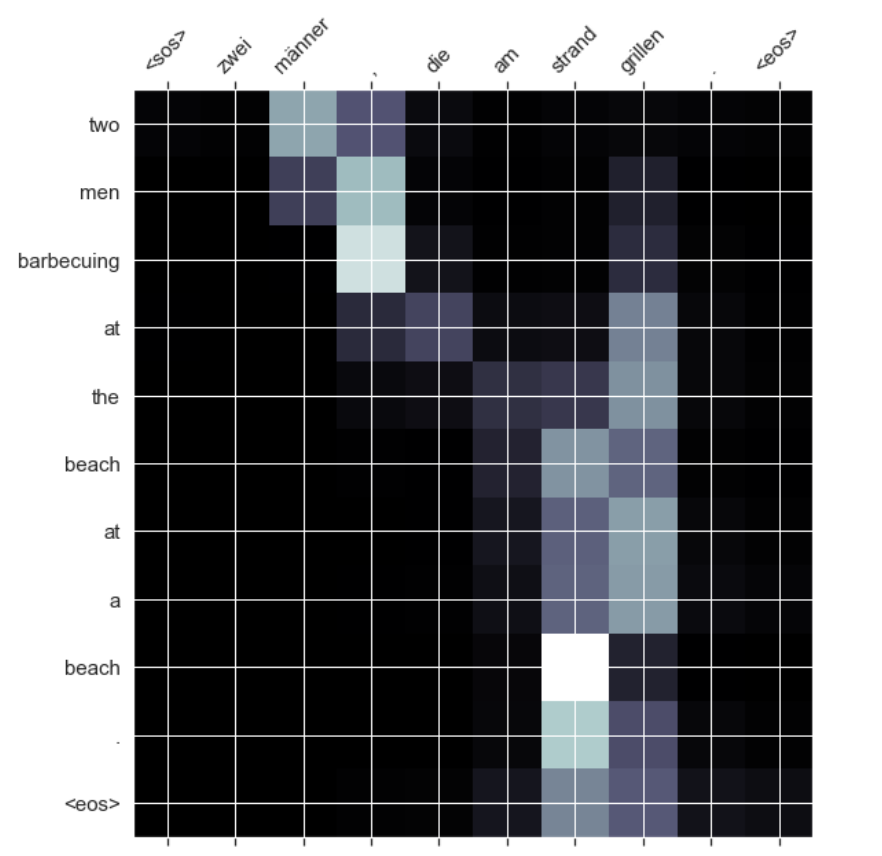 <sos> zwei männer , die am strand grillen . <eos>
two
men
barbecuing
at
the
beach
at
a
beach
.
<eos>